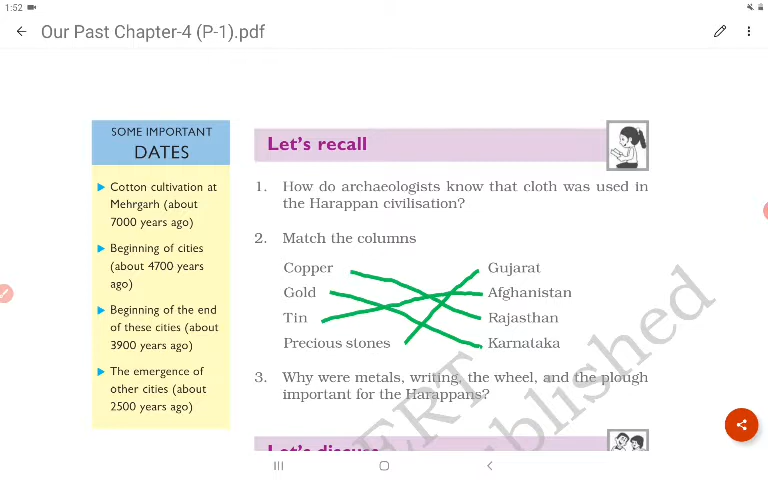 1:52
Our Past Chapter-4 (P-1).pdf
SOME IMPORTANT
DATES
Cotton cultivation at
Mehrgarh (about
7000 years ago)
Beginning of cities
(about 4700 years
ago)
Beginning of the end
of these cities (about
3900 years ago)
The emergence of
other cities (about
2500 years ago)
Let's recall
1. How do archaeologists know that cloth was used in
the Harappan civilisation?
2. Match the columns
Copper Gujarat
Gold Afghanistan
Tin Rajasthan
Precious stones Karnataka
3. Why were metals, writing, the wheel, and the plough
important for the Harappans?
Let's discuss